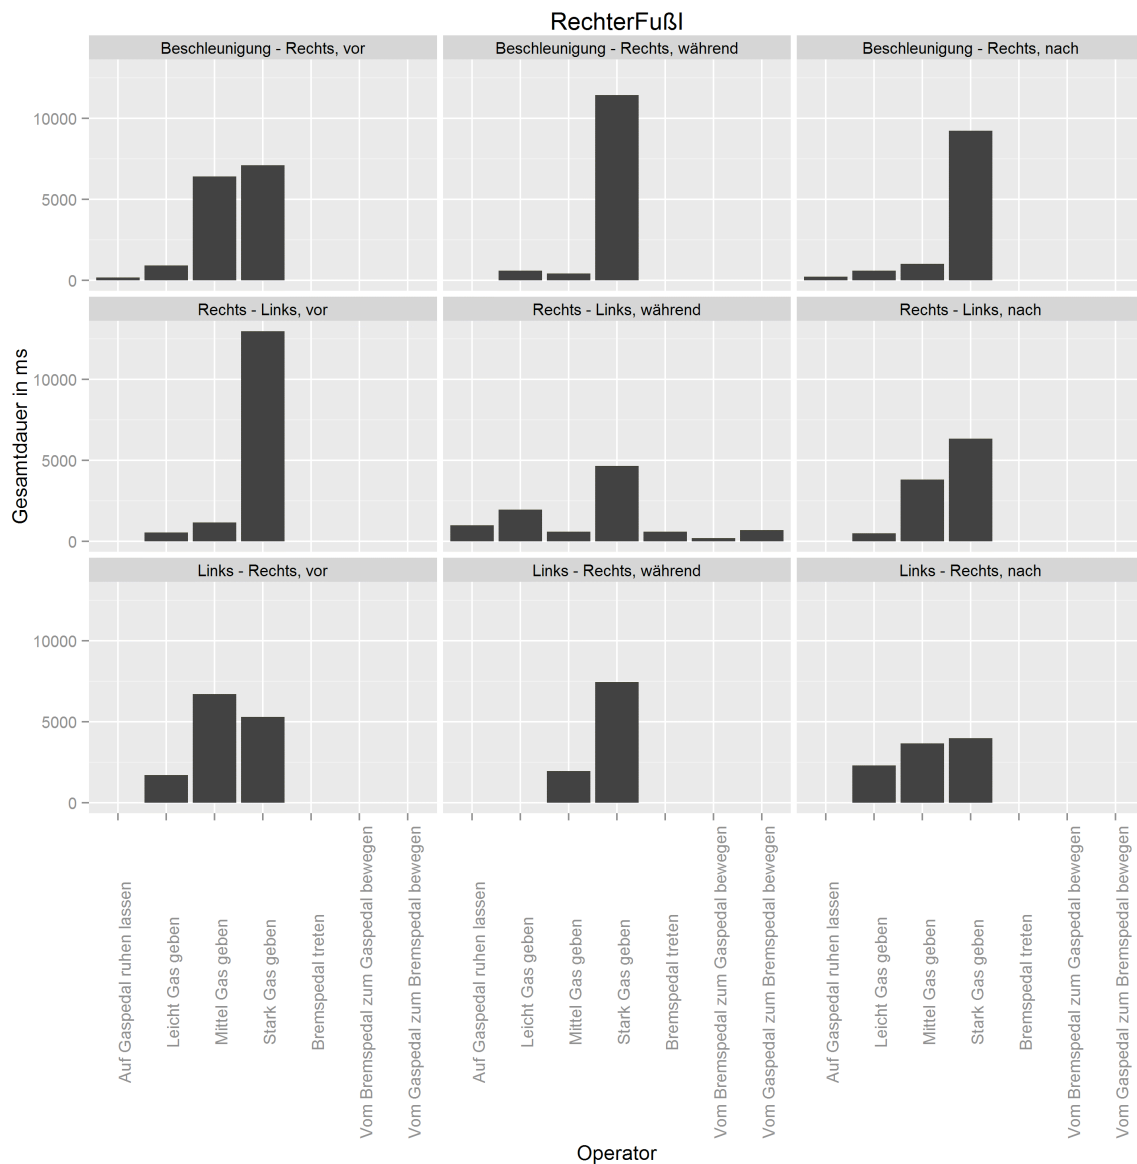 RechterFußl
Beschleunigung - Rechts, vor
Beschleunigung - Rechts, während
Beschleunigung - Rechts, nach
10000
5000
0
Rechts - Links, vor
Rechts - Links, während
Rechts - Links, nach
10000
5000
0
Links - Rechts, vor
Links - Rechts, während
Links - Rechts, nach
10000
5000
0
Gesamtdauer in ms
Auf Gaspedal ruhen lassen
Leicht Gas geben
Mittel Gas geben
Stark Gas geben
Bremspedal treten
Vom Bremspedal zum Gaspedal bewegen
Vom Gaspedal zum Bremspedal bewegen
Auf Gaspedal ruhen lassen
Leicht Gas geben
Mittel Gas geben
Stark Gas geben
Bremspedal treten
Vom Bremspedal zum Gaspedal bewegen
Vom Gaspedal zum Bremspedal bewegen
Auf Gaspedal ruhen lassen
Leicht Gas geben
Mittel Gas geben
Stark Gas geben
Bremspedal treten
Vom Bremspedal zum Gaspedal bewegen
Vom Gaspedal zum Bremspedal bewegen
Operator